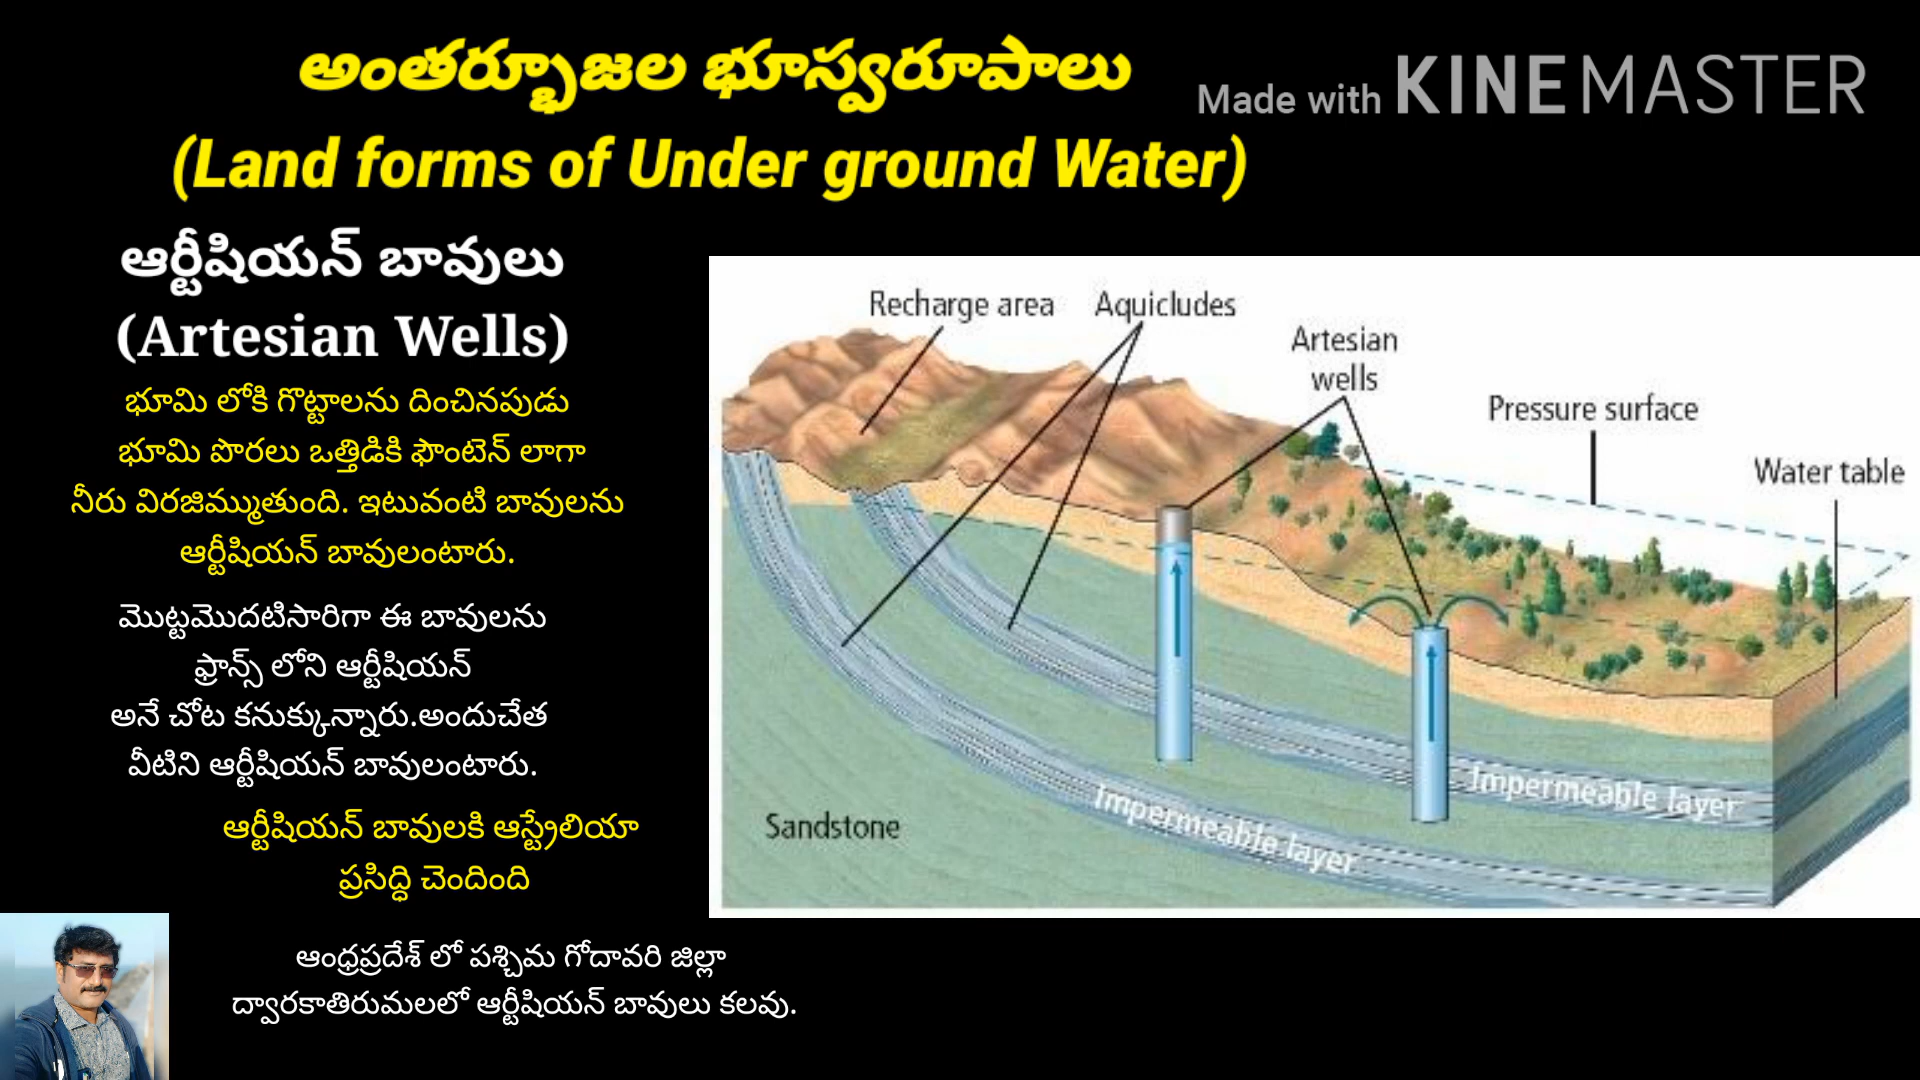 అంతర్భూజల భూస్వరూపాలు
Made with KINEMASTER
(Land forms of Under ground Water)
ఆర్టీషియన్ బావులు
(Artesian Wells)
భూమి లోకి గొట్టాలను దించినపుడు
భూమి పొరలు ఒత్తిడికి ఫౌంటెన్ లాగా
నీరు విరజిమ్ముతుంది. ఇటువంటి బావులను
ఆర్టీషియన్ బావులంటారు.
మొట్టమొదటిసారిగా ఈ బావులను
ఫ్రాన్స్ లోని ఆర్టీషియన్
అనే చోట కనుక్కున్నారు.అందుచేత
వీటిని ఆర్టీషియన్ బావులంటారు.
ఆర్టీషియన్ బావులకి ఆస్ట్రేలియా
ప్రసిద్ధి చెందింది
Recharge area
Aquicludes
Artesian
wells
Pressure surface
Water table
Impermeable layer
Impermeable layer
Sandstone
ఆంధ్రప్రదేశ్ లో పశ్చిమ గోదావరి జిల్లా
ద్వారకాతిరుమలలో ఆర్టీషియన్ బావులు కలవు.